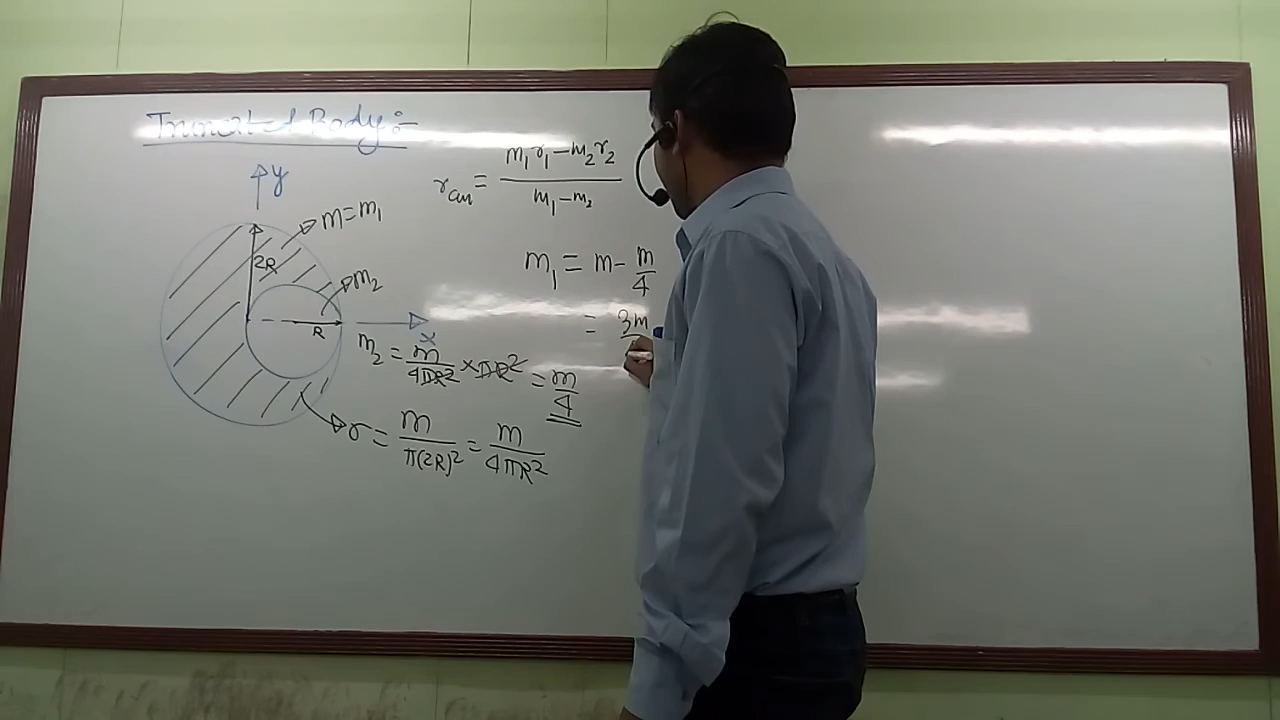 Truncated Body :-
y
r_cm = (m₁r₁ - m₂r₂) / (m₁ - m₂)
m = m₁
2R
m₂
R
x
m₁ = m - m/4
= 3m
m₂ = m/4πR² × πR² = m/4
σ = m/π(2R)² = m/4πR²